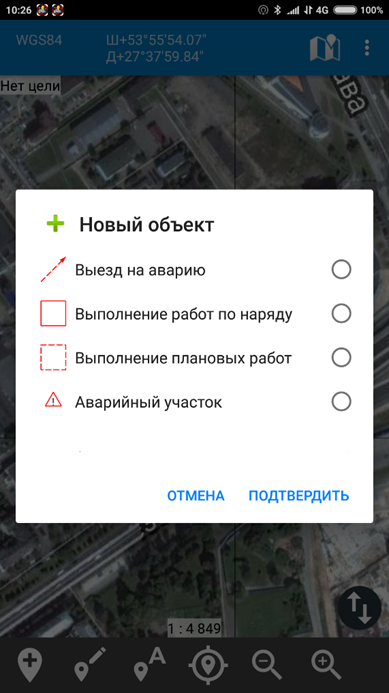 10:26 4G 100%
WGS84 Ш+53°55'54.07"
Д+27°37'59.84"
Нет цели
ава
Новый объект
Выезд на аварию
Выполнение работ по наряду
Выполнение плановых работ
Аварийный участок
ОТМЕНА ПОДТВЕРДИТЬ
1 : 4 849
A